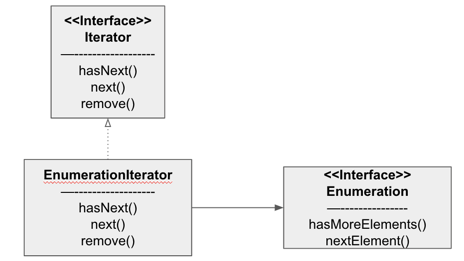 <<Interface>>
Iterator
--------------------
hasNext()
next()
remove()
EnumerationIterator
--------------------
hasNext()
next()
remove()
<<Interface>>
Enumeration
-----------------
hasMoreElements()
nextElement()